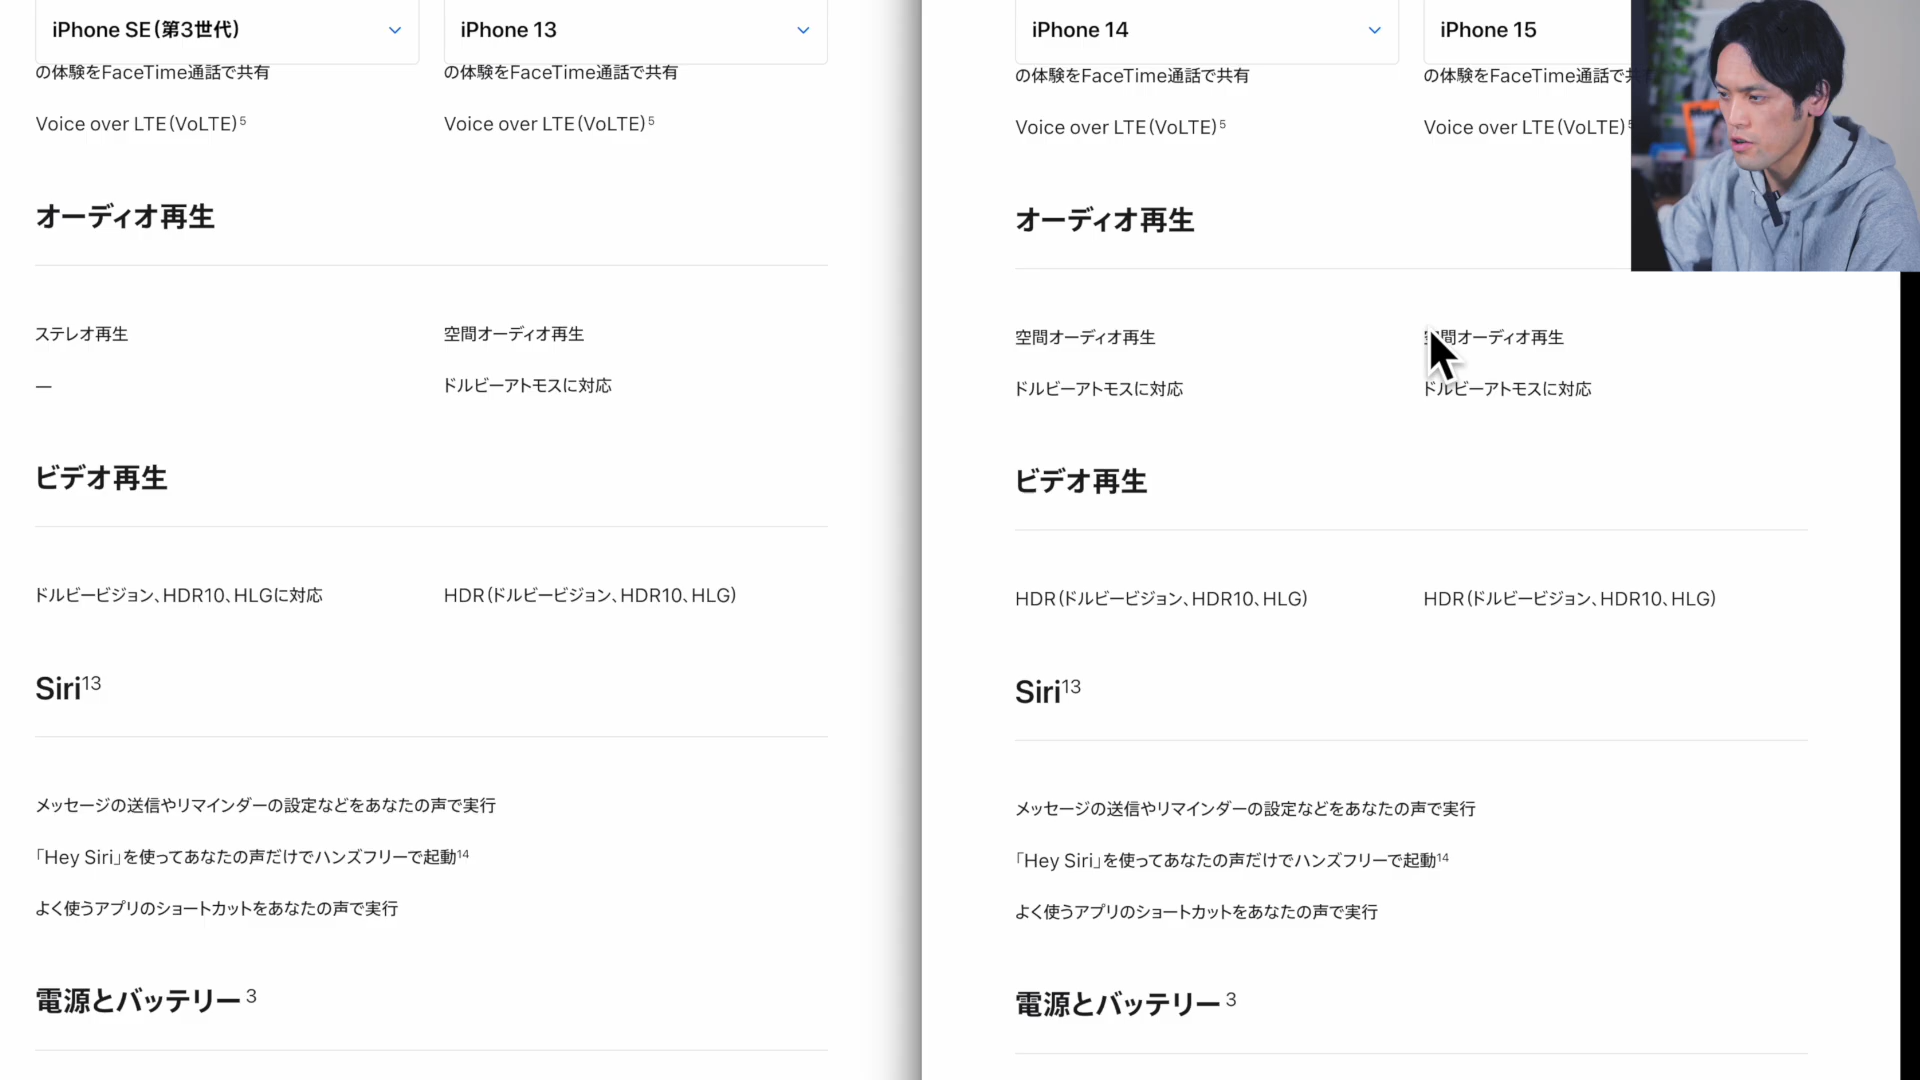 iPhone SE(第3世代)
iPhone 13
の体験をFaceTime通話で共有
の体験をFaceTime通話で共有
Voice over LTE(VoLTE)5
Voice over LTE(VoLTE)5
オーディオ再生
ステレオ再生
空間オーディオ再生
—
ドルビーアトモスに対応
ビデオ再生
ドルビービジョン、HDR10、HLGに対応
HDR(ドルビービジョン、HDR10、HLG)
Siri13
メッセージの送信やリマインダーの設定などをあなたの声で実行
「Hey Siri」を使ってあなたの声だけでハンズフリーで起動14
よく使うアプリのショートカットをあなたの声で実行
電源とバッテリー3
iPhone 14
iPhone 15
の体験をFaceTime通話で共有
の体験をFaceTime通話で
Voice over LTE(VoLTE)5
Voice over LTE(VoLTE)5
オーディオ再生
空間オーディオ再生
間オーディオ再生
ドルビーアトモスに対応
ドルビーアトモスに対応
ビデオ再生
HDR(ドルビービジョン、HDR10、HLG)
HDR(ドルビービジョン、HDR10、HLG)
Siri13
メッセージの送信やリマインダーの設定などをあなたの声で実行
「Hey Siri」を使ってあなたの声だけでハンズフリーで起動14
よく使うアプリのショートカットをあなたの声で実行
電源とバッテリー3